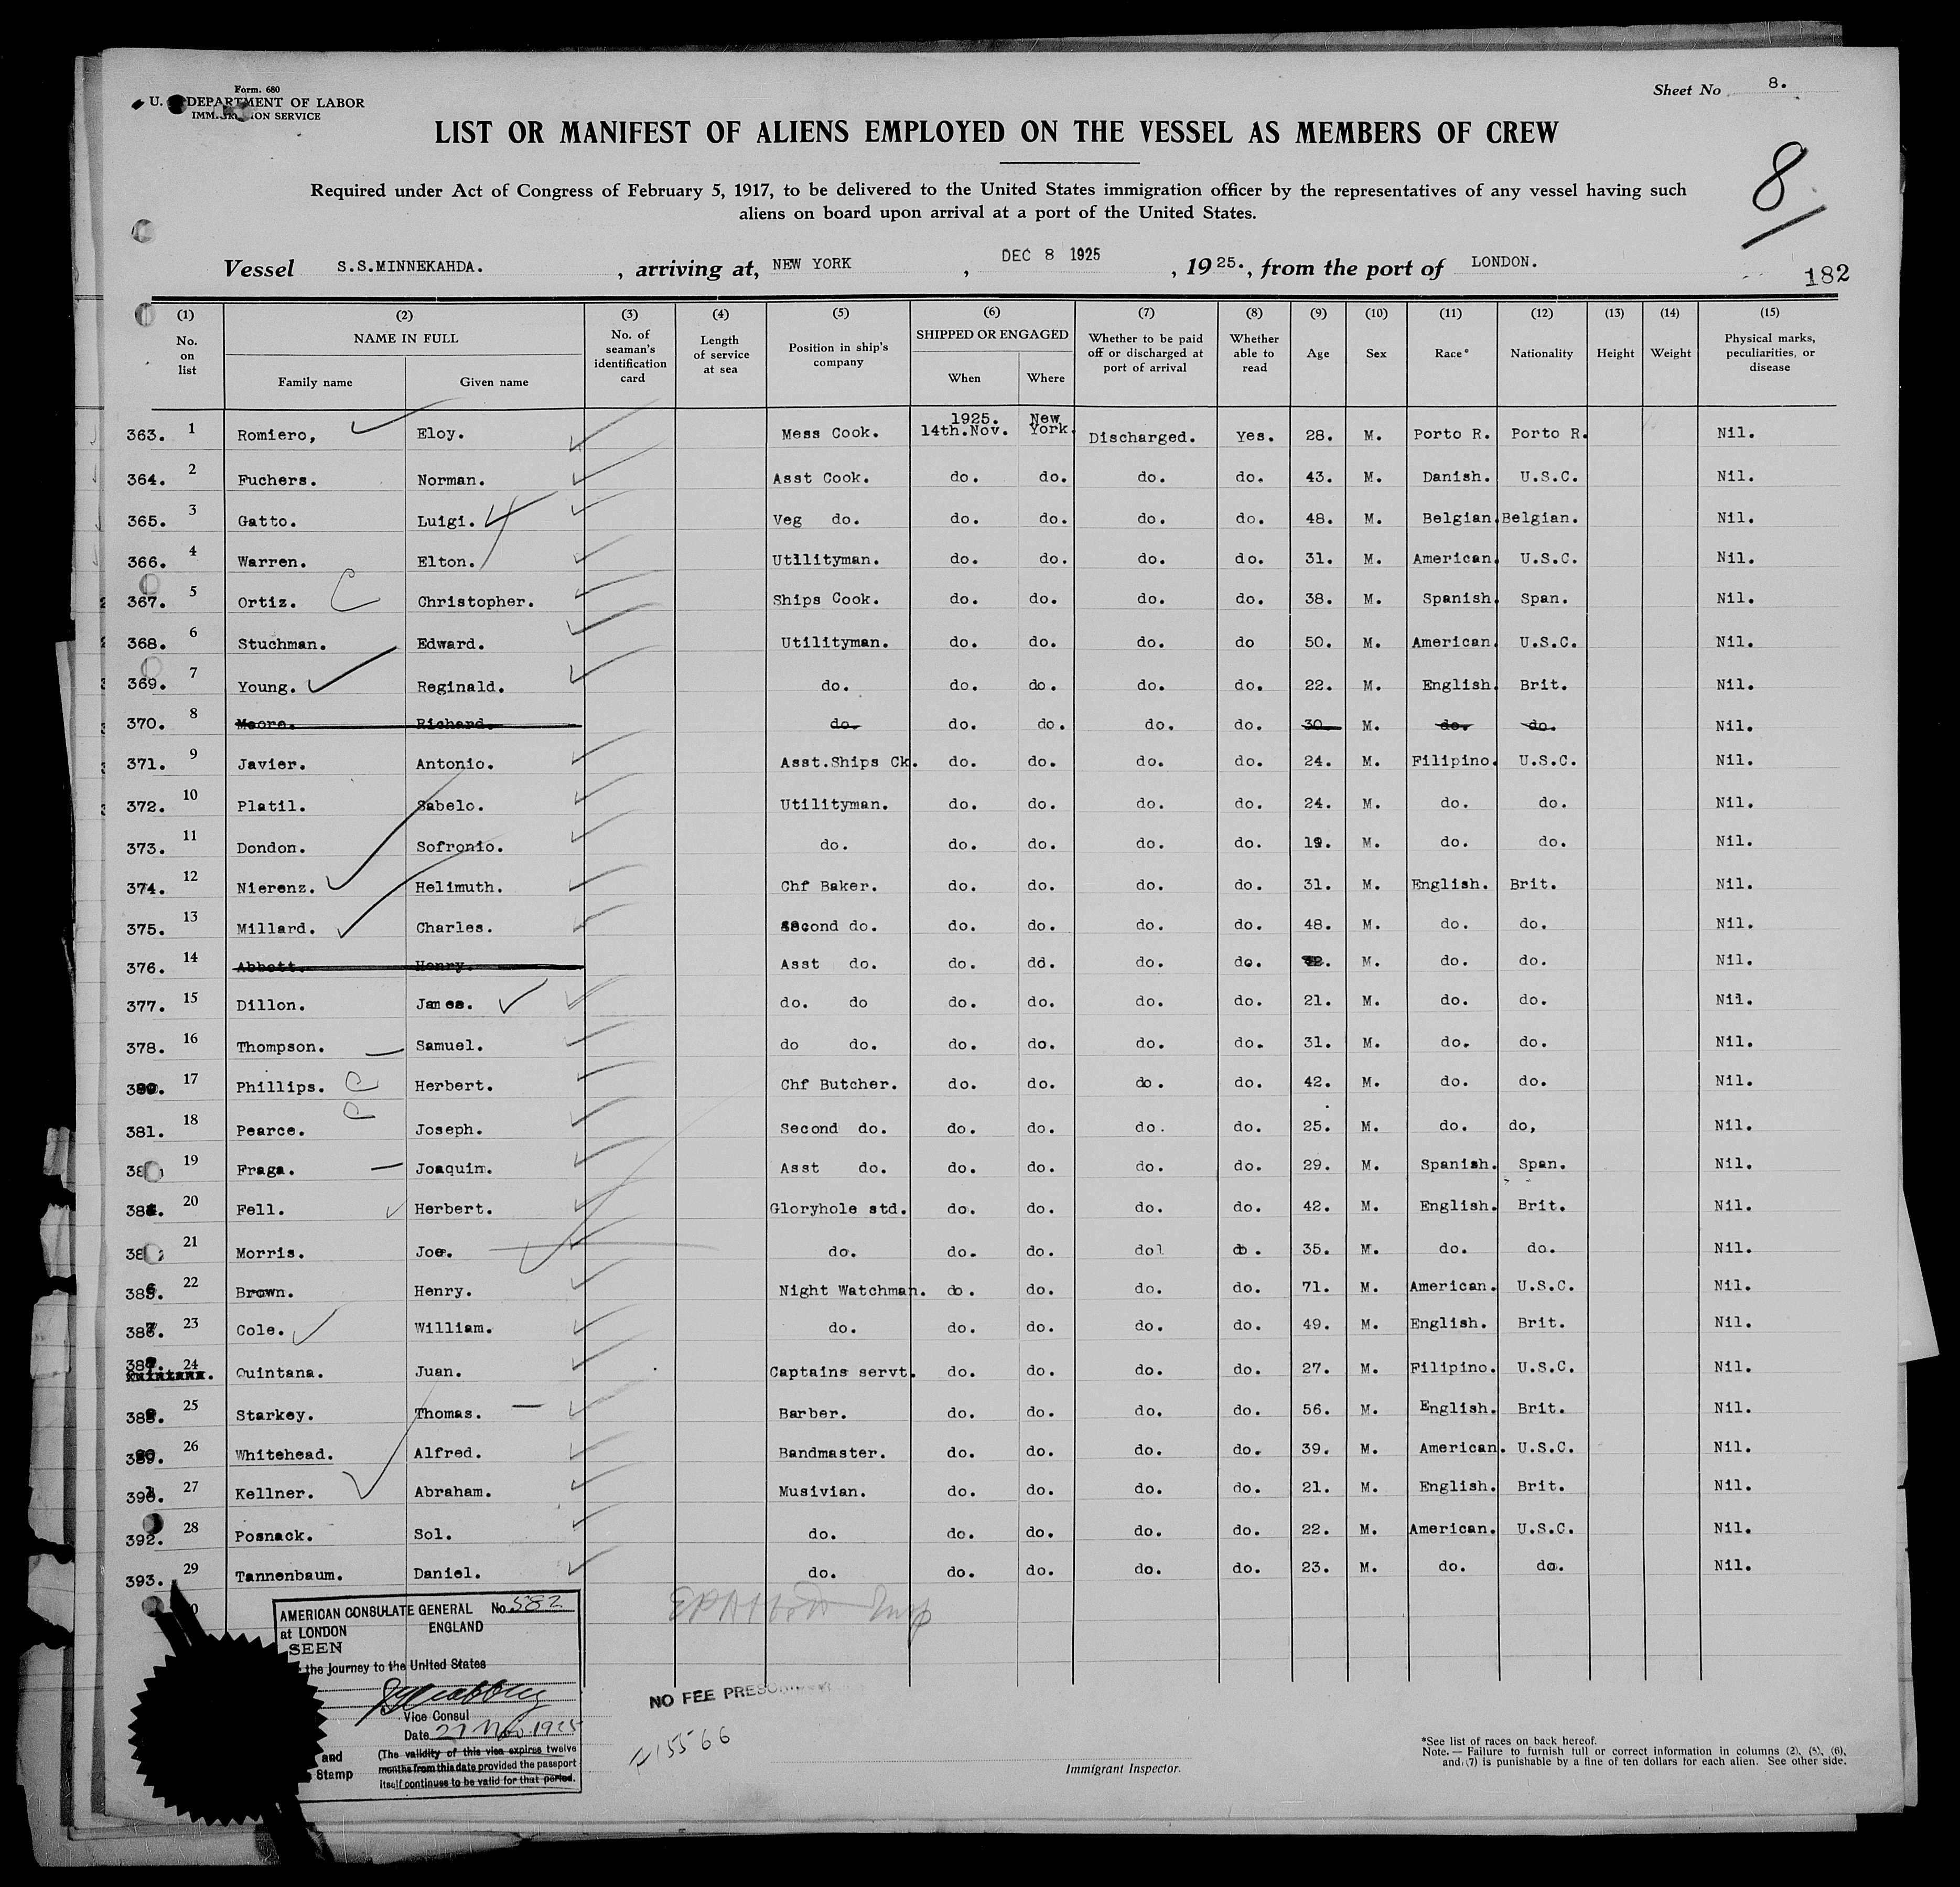 Form. 680
U. DEPARTMENT OF LABOR
IMMIGRATION SERVICE
Sheet No 8.
LIST OR MANIFEST OF ALIENS EMPLOYED ON THE VESSEL AS MEMBERS OF CREW
8
Required under Act of Congress of February 5, 1917, to be delivered to the United States immigration officer by the representatives of any vessel having such
aliens on board upon arrival at a port of the United States.
Vessel S.S.MINNEKAHDA. , arriving at, NEW YORK , DEC 8 1925 , 1925., from the port of LONDON.
182
(1) (2) (3) (4) (5) (6) (7) (8) (9) (10) (11) (12) (13) (14) (15)
No. on list NAME IN FULL Family name Given name No. of seaman's identification card Length of service at sea Position in ship's company SHIPPED OR ENGAGED When Where Whether to be paid off or discharged at port of arrival Whether able to read Age Sex Race* Nationality Height Weight Physical marks, peculiarities, or disease
363. 1 Romiero, Eloy. Mess Cook. 1925. 14th.Nov. New York. Discharged. Yes. 28. M. Porto R. Porto R. Nil.
364. 2 Fuchers. Norman. Asst Cook. do. do. do. do. 43. M. Danish. U.S.C. Nil.
365. 3 Gatto. Luigi. Veg do. do. do. do. do. 48. M. Belgian. Belgian. Nil.
366. 4 Warren. Elton. Utilityman. do. do. do. do. 31. M. American. U.S.C. Nil.
367. 5 Ortiz. C Christopher. Ships Cook. do. do. do. do. 38. M. Spanish. Span. Nil.
368. 6 Stuchman. Edward. Utilityman. do. do. do. do 50. M. American. U.S.C. Nil.
369. 7 Young. Reginald. do. do. do. do. do. 22. M. English. Brit. Nil.
370. 8 Moore. Richard. do. do. do. do. do. 30. M. do. do. Nil.
371. 9 Javier. Antonio. Asst.Ships Ck. do. do. do. do. 24. M. Filipino. U.S.C. Nil.
372. 10 Platil. Sabelo. Utilityman. do. do. do. do. 24. M. do. do. Nil.
373. 11 Dondon. Sofronio. do. do. do. do. do. 19. M. do. do. Nil.
374. 12 Nierenz. Helimuth. Chf Baker. do. do. do. do. 31. M. English. Brit. Nil.
375. 13 Millard. Charles. Second do. do. do. do. do. 48. M. do. do. Nil.
376. 14 Abbott. Henry. Asst do. do. do. do. do. M. do. do. Nil.
377. 15 Dillon. James. do. do do. do. do. do. 21. M. do. do. Nil.
378. 16 Thompson. Samuel. do do. do. do. do. do. 31. M. do. do. Nil.
380. 17 Phillips. Herbert. Chf Butcher. do. do. do. do. 42. M. do. do. Nil.
381. 18 Pearce. Joseph. Second do. do. do. do. do. 25. M. do. do, Nil.
19 Fraga. Joaquin. Asst do. do. do. do. do. 29. M. Spanish. Span. Nil.
384. 20 Fell. Herbert. Gloryhole std. do. do. do. do. 42. M. English. Brit. Nil.
21 Morris. Joe. do. do. do. do1 do. 35. M. do. do. Nil.
386. 22 Brown. Henry. Night Watchman. do. do. do. do. 71. M. American. U.S.C. Nil.
387. 23 Cole. William. do. do. do. do. do. 49. M. English. Brit. Nil.
24 Quintana. Juan. Captains servt. do. do. do. do. 27. M. Filipino. U.S.C. Nil.
Quintana.
25 Starkey. Thomas. Barber. do. do. do. do. 56. M. English. Brit. Nil.
26 Whitehead. Alfred. Bandmaster. do. do. do. do. 39. M. American. U.S.C. Nil.
391. 27 Kellner. Abraham. Musivian. do. do. do. do. 21. M. English. Brit. Nil.
392. 28 Posnack. Sol. do. do. do. do. do. 22. M. American. U.S.C. Nil.
393. 29 Tannenbaum. Daniel. do. do. do. do. do. 23. M. do. do. Nil.
AMERICAN CONSULATE GENERAL No. 582
at LONDON ENGLAND
SEEN
the journey to the United States
Vice Consul
Date 27 Nov. 1925
(The validity of this visa expires twelve
months from this date provided the passport
itself continues to be valid for that period.
and
Stamp
NO FEE PRESCRIBED
15566
Immigrant Inspector.
*See list of races on back hereof.
Note.— Failure to furnish full or correct information in columns (2), (5), (6),
and (7) is punishable by a fine of ten dollars for each alien. See other side.